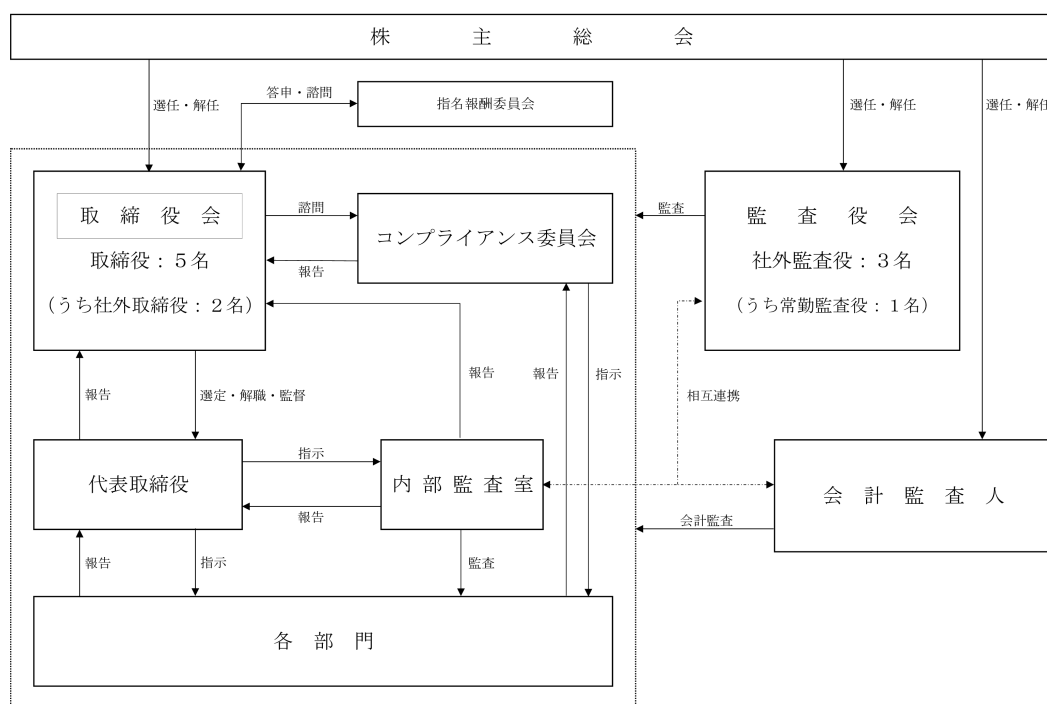 株主総会
答申・諮問
選任・解任
指名報酬委員会
選任・解任
選任・解任
取締役会
取締役：５名
（うち社外取締役：２名）
諮問
報告
コンプライアンス委員会
監査
監査役会
社外監査役：３名
（うち常勤監査役：１名）
報告
選定・解職・監督
報告
報告
指示
相互連携
代表取締役
指示
報告
内部監査室
会計監査人
会計監査
報告
指示
監査
各部門